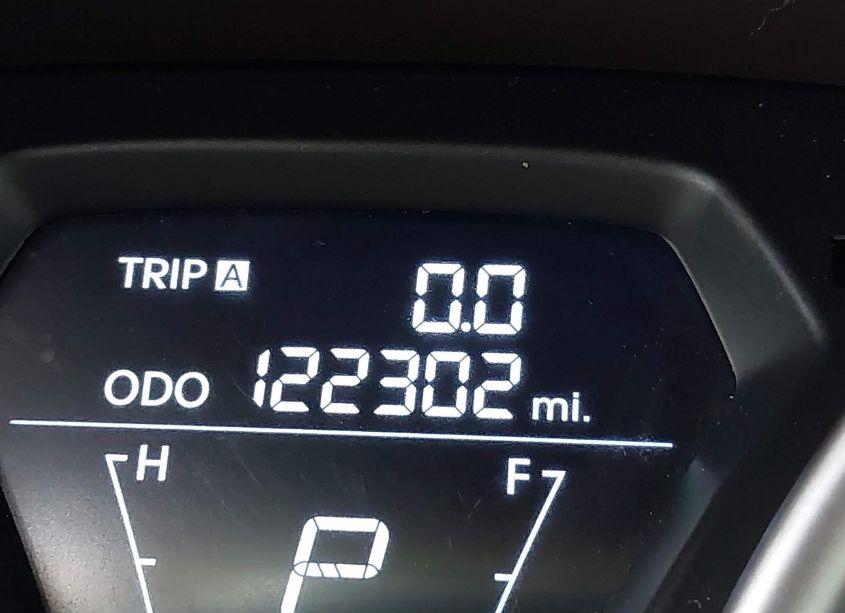 TRIP A 0.0
ODO 122302 mi.
H F
P